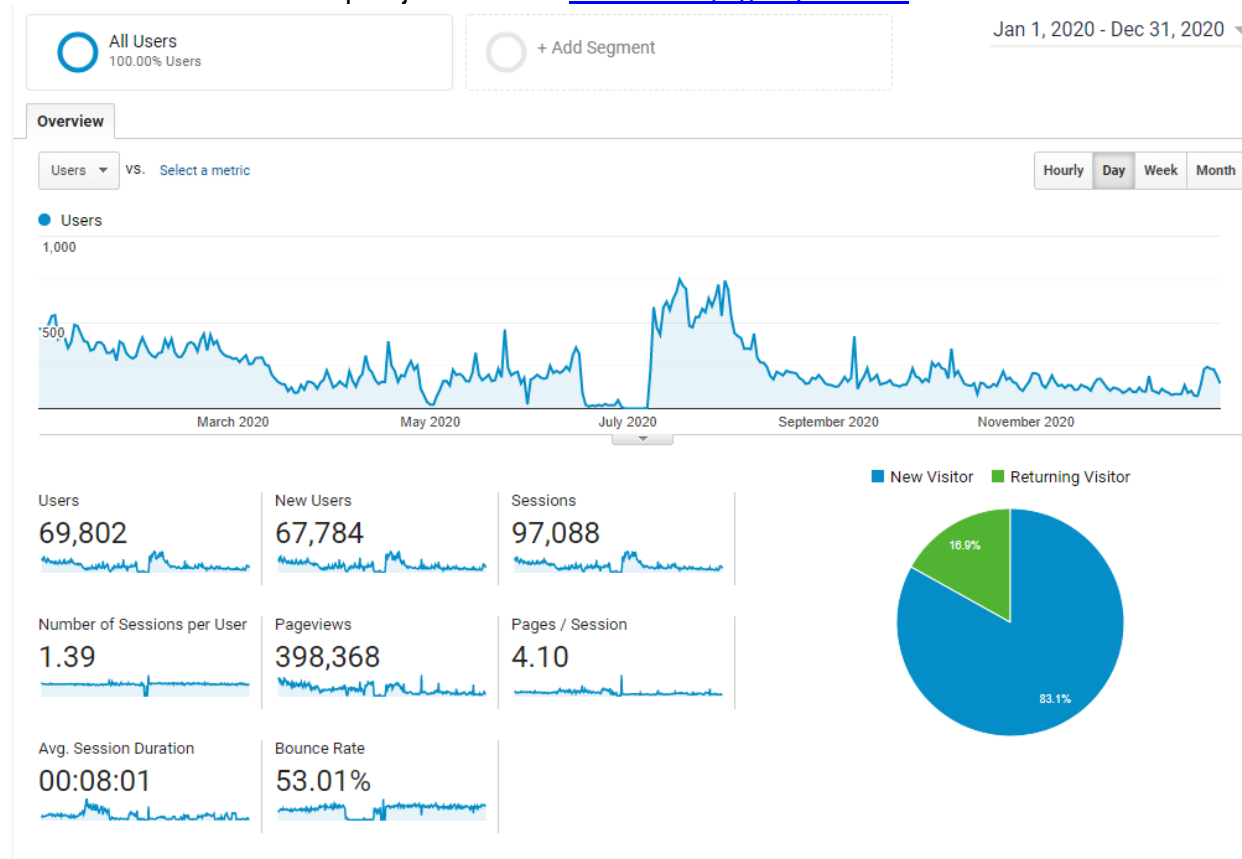 All Users
100.00% Users
+ Add Segment
Jan 1, 2020 - Dec 31, 2020
Overview
Users VS. Select a metric
Hourly Day Week Month
Users
1,000
500
March 2020 May 2020 July 2020 September 2020 November 2020
New Visitor Returning Visitor
Users
69,802
New Users
67,784
Sessions
97,088
Number of Sessions per User
1.39
Pageviews
398,368
Pages / Session
4.10
Avg. Session Duration
00:08:01
Bounce Rate
53.01%
16.9%
83.1%